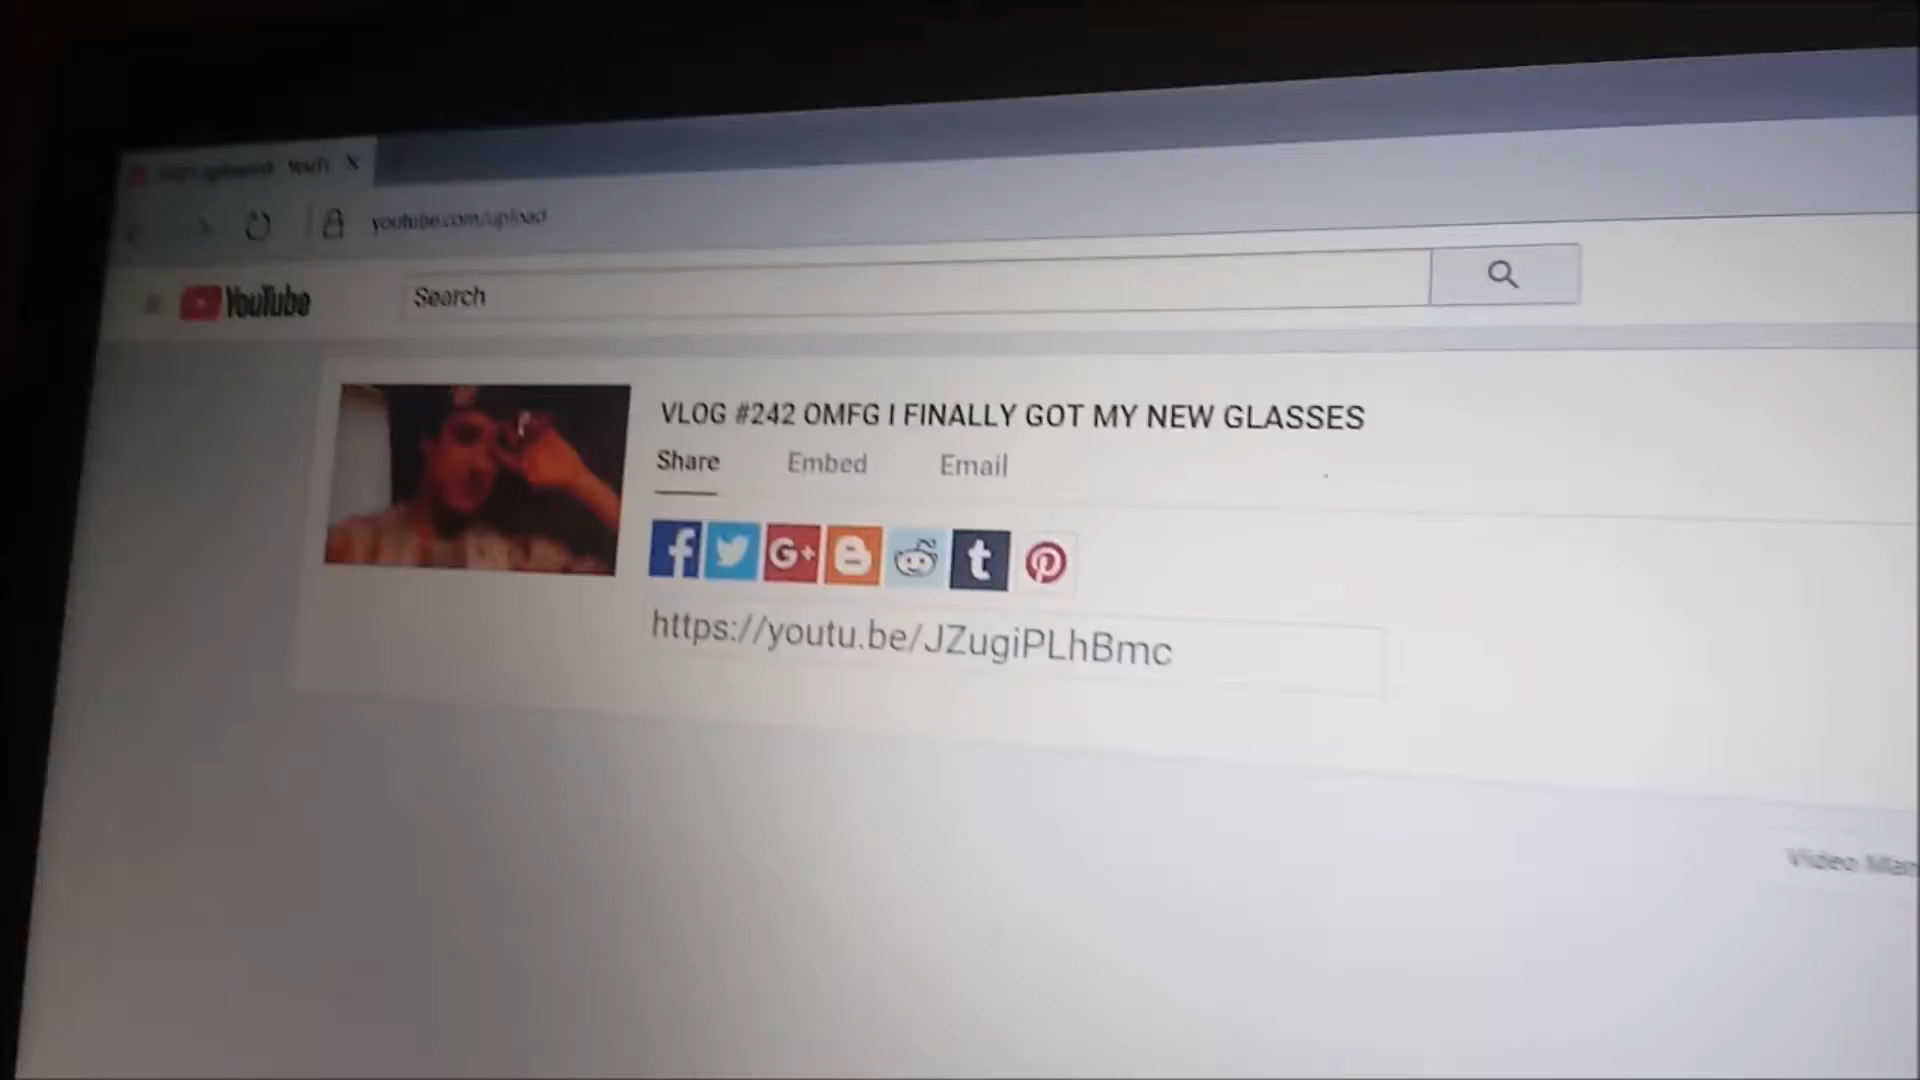 youtube.com/upload
YouTube
Search
VLOG #242 OMFG I FINALLY GOT MY NEW GLASSES
Share Embed Email
f G+ B t P
https://youtu.be/JZugiPLhBmc
Video